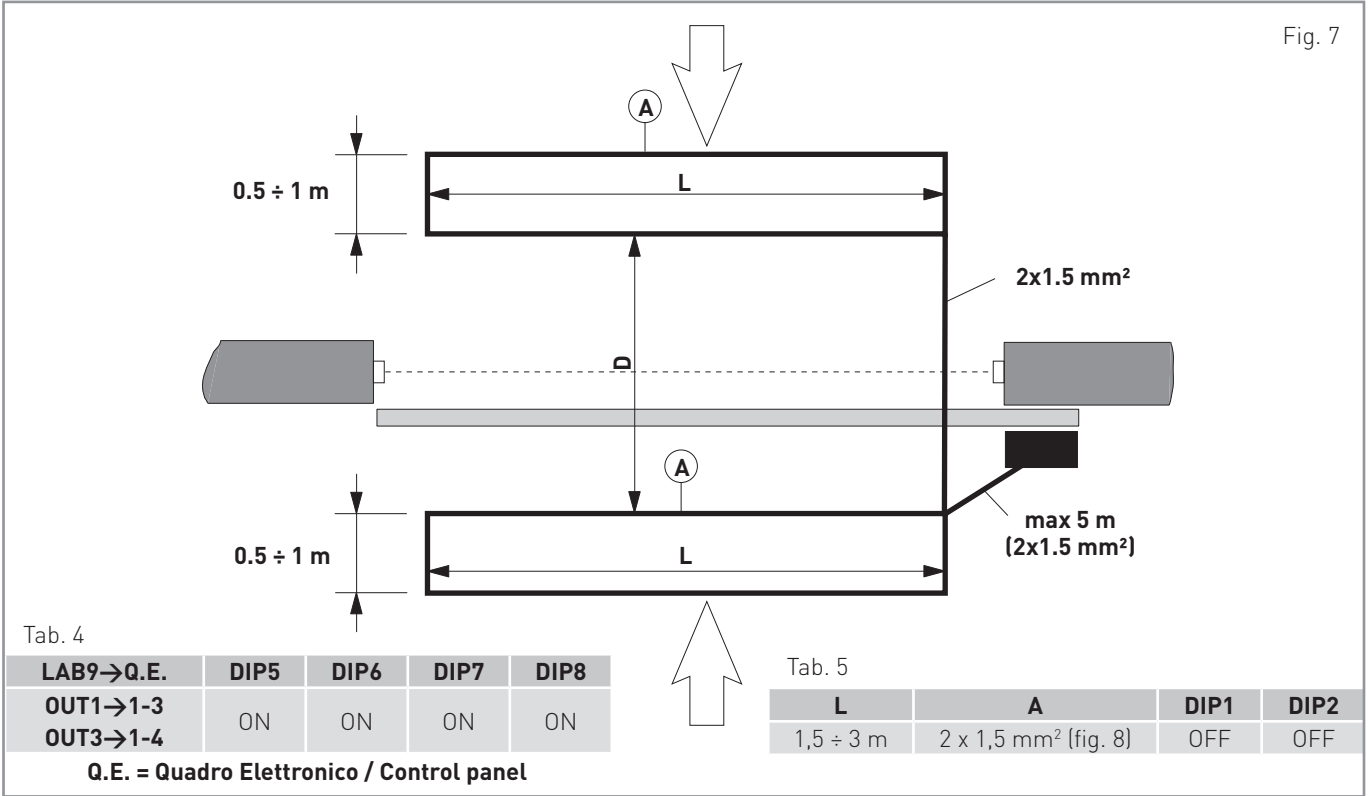 Fig. 7
A
0.5 ÷ 1 m
L
2x1.5 mm²
D
A
max 5 m
(2x1.5 mm²)
0.5 ÷ 1 m
L
Tab. 4
LAB9→Q.E. DIP5 DIP6 DIP7 DIP8
OUT1→1-3
ON ON ON ON
OUT3→1-4
Q.E. = Quadro Elettronico / Control panel
Tab. 5
L A DIP1 DIP2
1,5 ÷ 3 m 2 x 1,5 mm² (fig. 8) OFF OFF